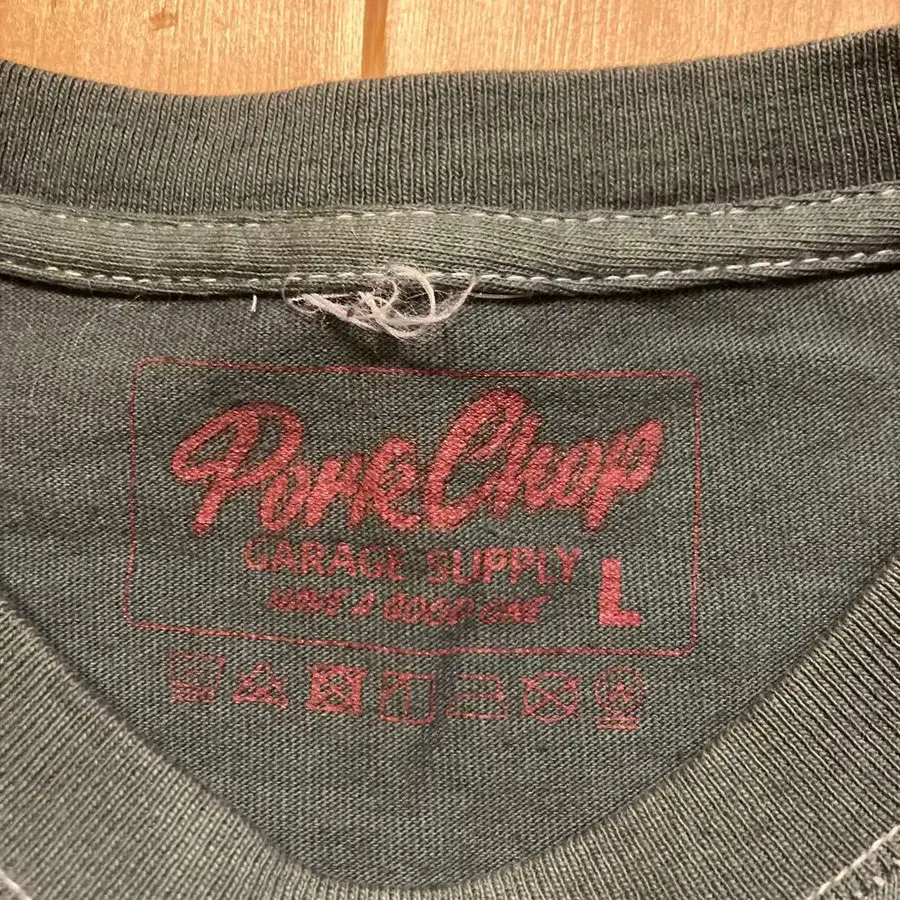 PorkChop
GARAGE SUPPLY
HAVE A GOOD ONE
L